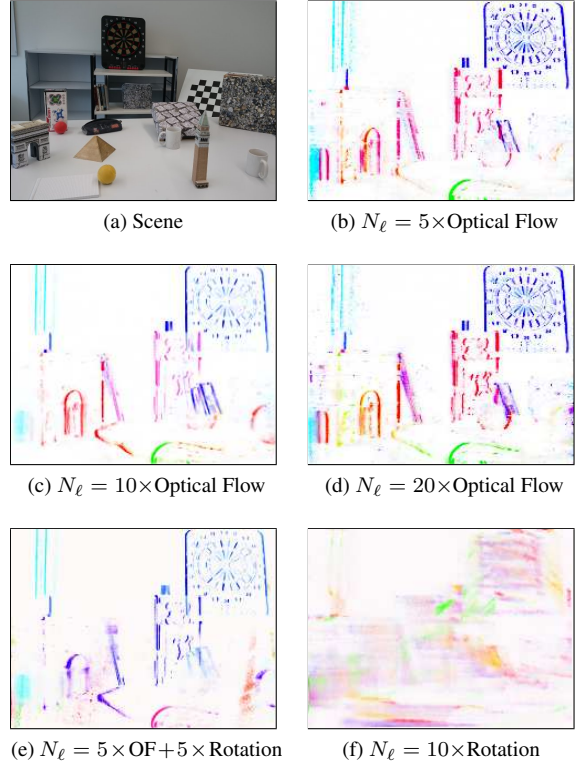 (a) Scene
(b) $N_\ell = 5\times$Optical Flow
(c) $N_\ell = 10\times$Optical Flow
(d) $N_\ell = 20\times$Optical Flow
(e) $N_\ell = 5\times$OF$+5\times$Rotation
(f) $N_\ell = 10\times$Rotation